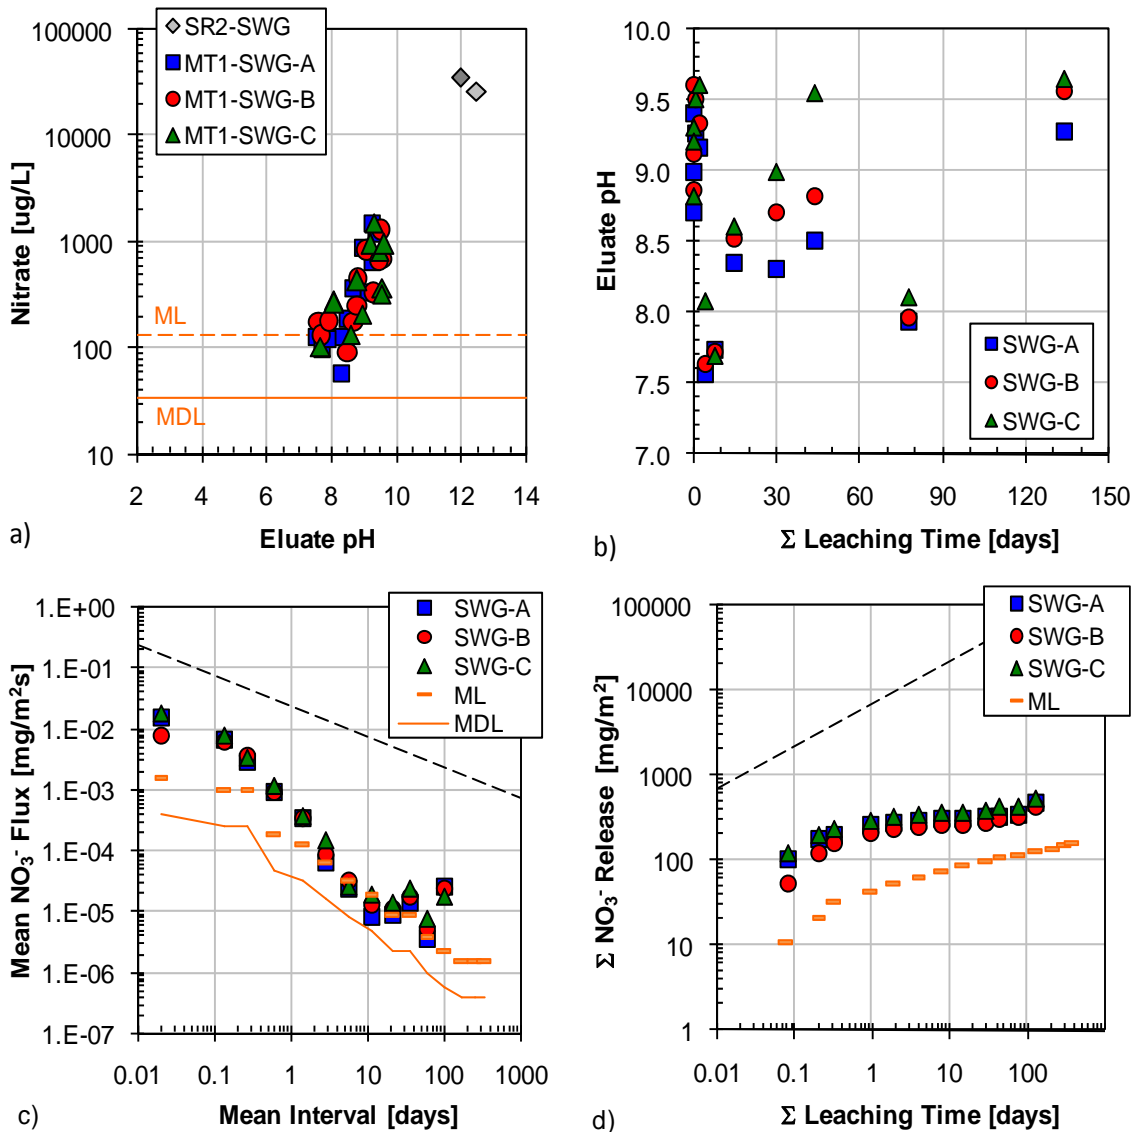 SR2-SWG
MT1-SWG-A
MT1-SWG-B
MT1-SWG-C
100000
10000
1000
100
10
Nitrate [ug/L]
ML
MDL
2 4 6 8 10 12 14
Eluate pH
a)
10.0
9.5
9.0
8.5
8.0
7.5
7.0
Eluate pH
SWG-A
SWG-B
SWG-C
0 30 60 90 120 150
Σ Leaching Time [days]
b)
1.E+00
1.E-01
1.E-02
1.E-03
1.E-04
1.E-05
1.E-06
1.E-07
Mean NO₃⁻ Flux [mg/m²s]
SWG-A
SWG-B
SWG-C
ML
MDL
0.01 0.1 1 10 100 1000
Mean Interval [days]
c)
100000
10000
1000
100
10
1
Σ NO₃⁻ Release [mg/m²]
SWG-A
SWG-B
SWG-C
ML
0.01 0.1 1 10 100
Σ Leaching Time [days]
d)